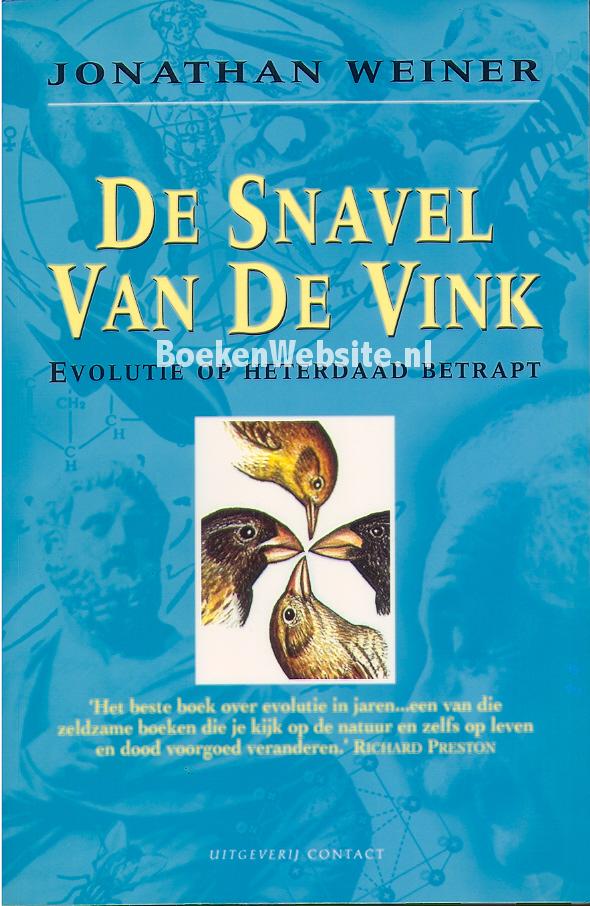 JONATHAN WEINER
DE SNAVEL
VAN DE VINK
BoekenWebsite.nl
EVOLUTIE OP HETERDAAD BETRAPT
CH₂
CH
H
C
H
'Het beste boek over evolutie in jaren...een van die
zeldzame boeken die je kijk op de natuur en zelfs op leven
en dood voorgoed veranderen.' RICHARD PRESTON
UITGEVERIJ CONTACT